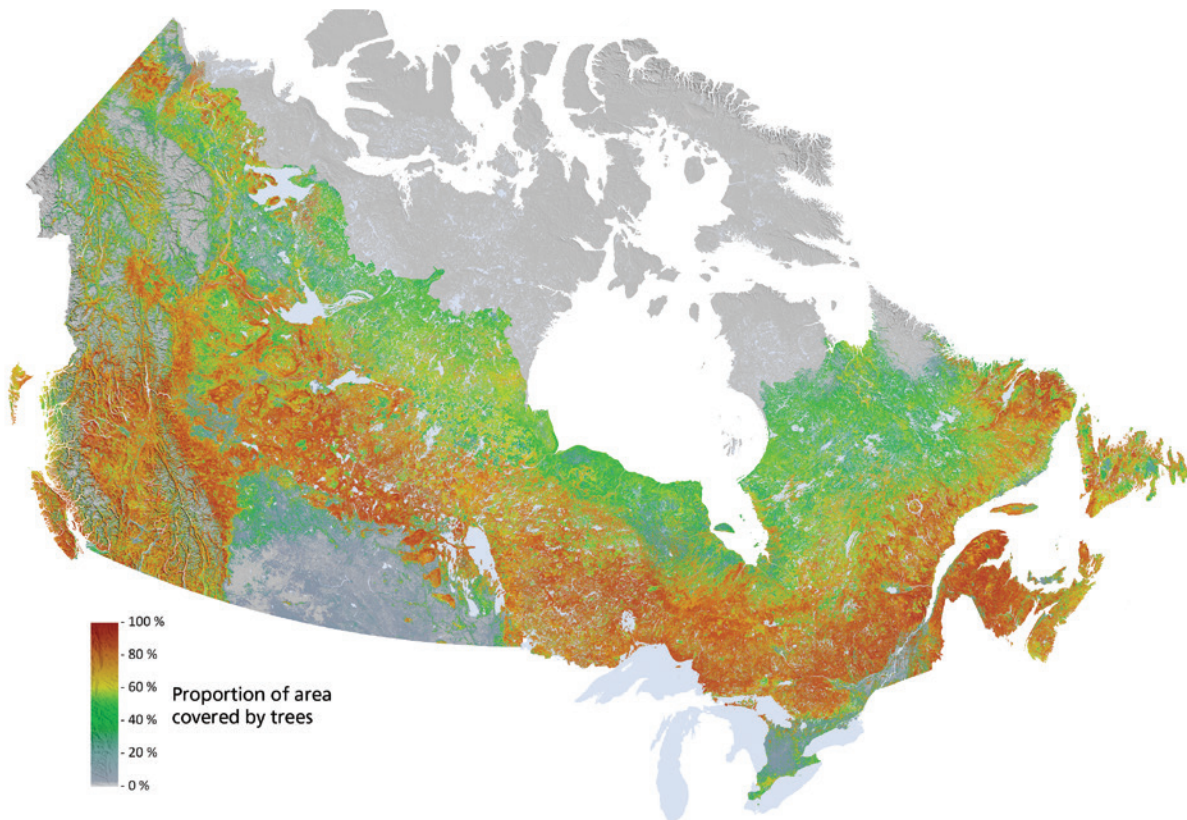 - 100 %
- 80 %
- 60 %
- 40 %
- 20 %
- 0 %
Proportion of area
covered by trees